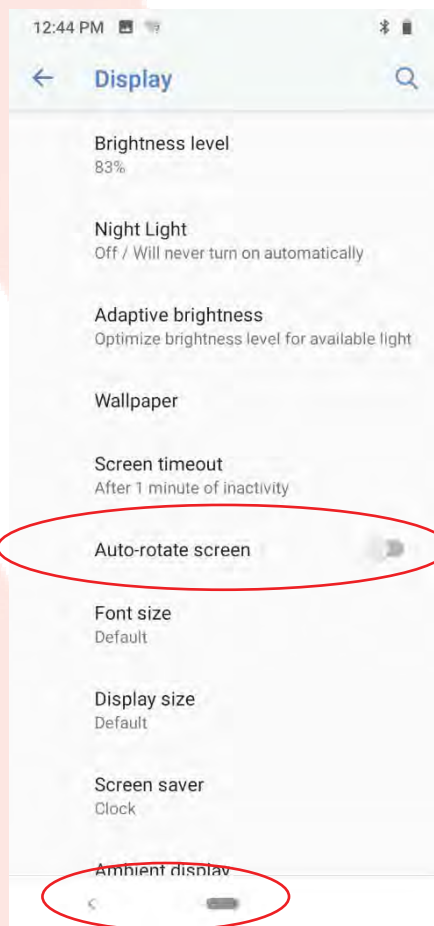 12:44 PM
Display
Brightness level
83%
Night Light
Off / Will never turn on automatically
Adaptive brightness
Optimize brightness level for available light
Wallpaper
Screen timeout
After 1 minute of inactivity
Auto-rotate screen
Font size
Default
Display size
Default
Screen saver
Clock
Ambient display